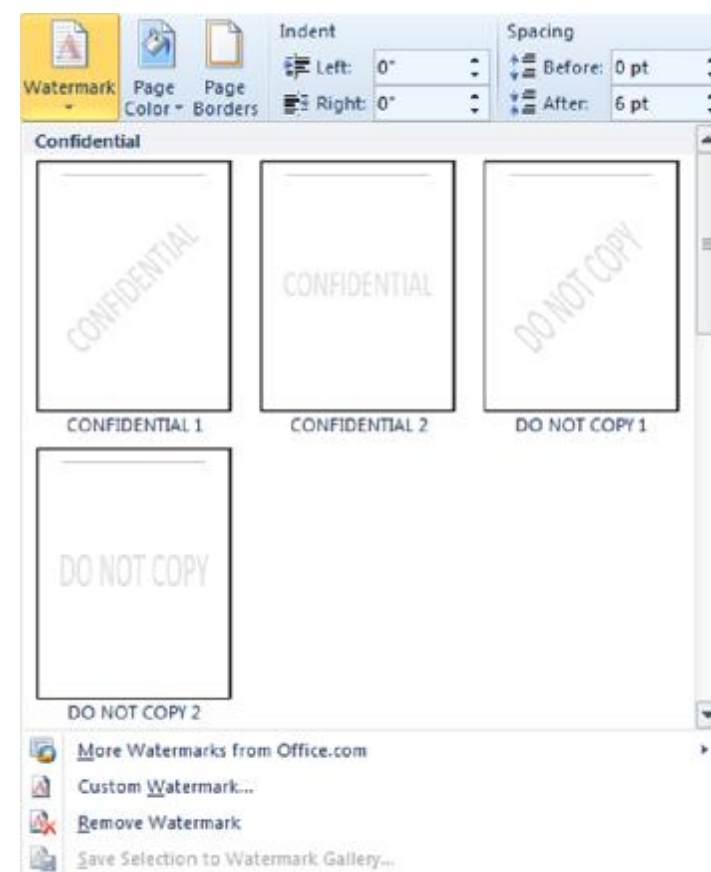 Watermark
Page Color
Page Borders
Indent
Left: 0"
Right: 0"
Spacing
Before: 0 pt
After: 6 pt
Confidential
CONFIDENTIAL
CONFIDENTIAL
DO NOT COPY
CONFIDENTIAL 1
CONFIDENTIAL 2
DO NOT COPY 1
DO NOT COPY
DO NOT COPY 2
More Watermarks from Office.com
Custom Watermark...
Remove Watermark
Save Selection to Watermark Gallery...